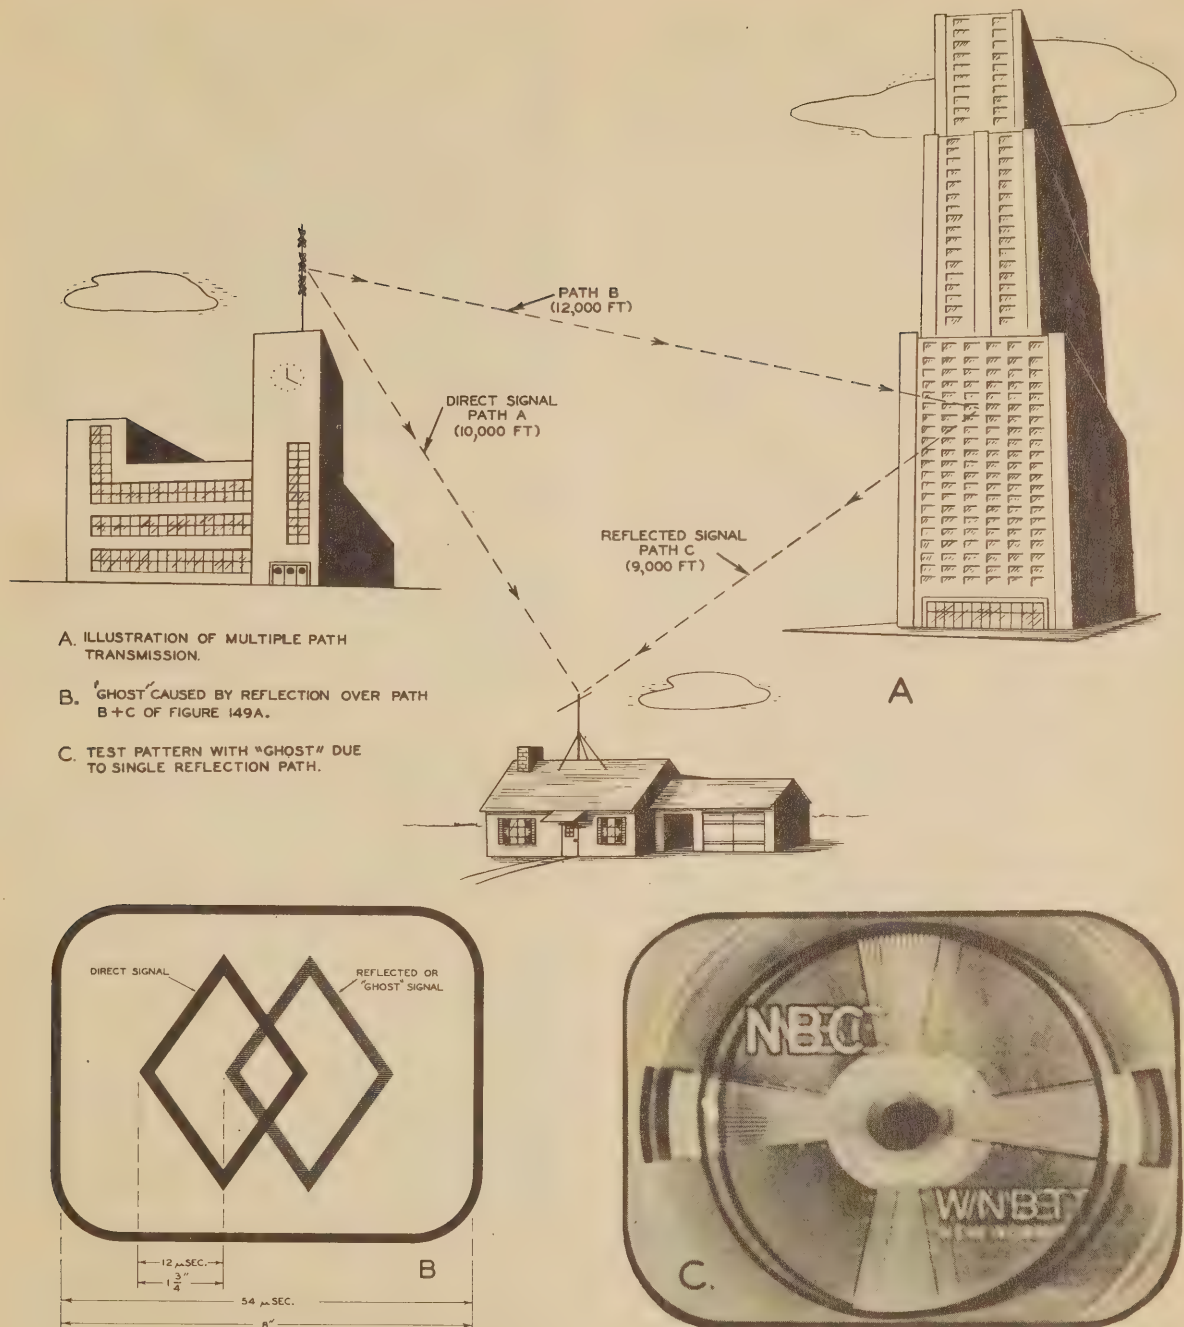 PATH B
(12,000 FT)
DIRECT SIGNAL
PATH A
(10,000 FT)
REFLECTED SIGNAL
PATH C
(9,000 FT)
A. ILLUSTRATION OF MULTIPLE PATH
TRANSMISSION.
B. "GHOST" CAUSED BY REFLECTION OVER PATH
B+C OF FIGURE 149A.
C. TEST PATTERN WITH "GHOST" DUE
TO SINGLE REFLECTION PATH.
A
DIRECT SIGNAL
REFLECTED OR
"GHOST" SIGNAL
12 μSEC.
1 3/4"
B
54 μSEC.
8"
NBC
WNBT
C.